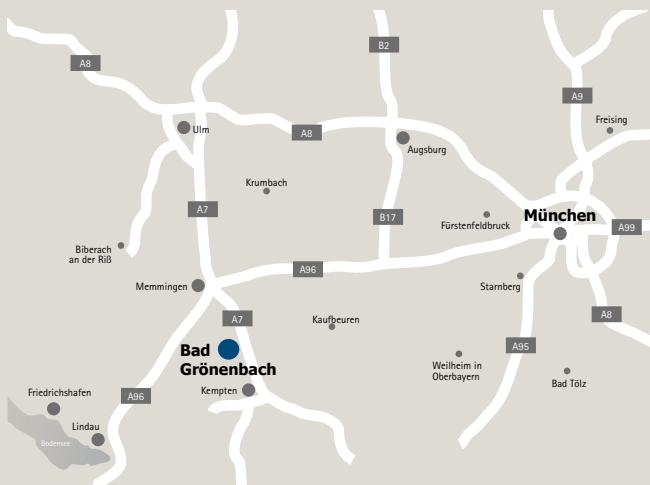 B2
A8
A9
Freising
Ulm
A8
Augsburg
Krumbach
A7
B17
Fürstenfeldbruck
München
A99
Biberach
an der Riß
A96
Memmingen
Starnberg
A7
Kaufbeuren
A8
A95
Bad
Grönenbach
Weilheim in
Oberbayern
Bad Tölz
Kempten
Friedrichshafen
A96
Lindau
Bodensee